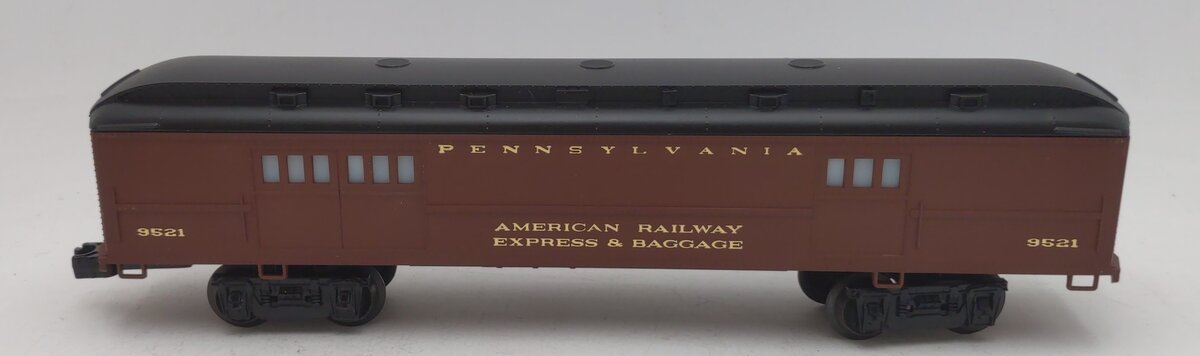 PENNSYLVANIA
AMERICAN RAILWAY
EXPRESS & BAGGAGE
9521
9521